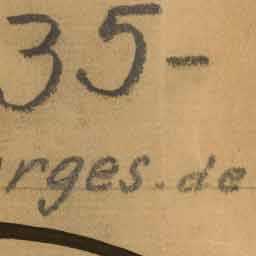 35-
rges. de